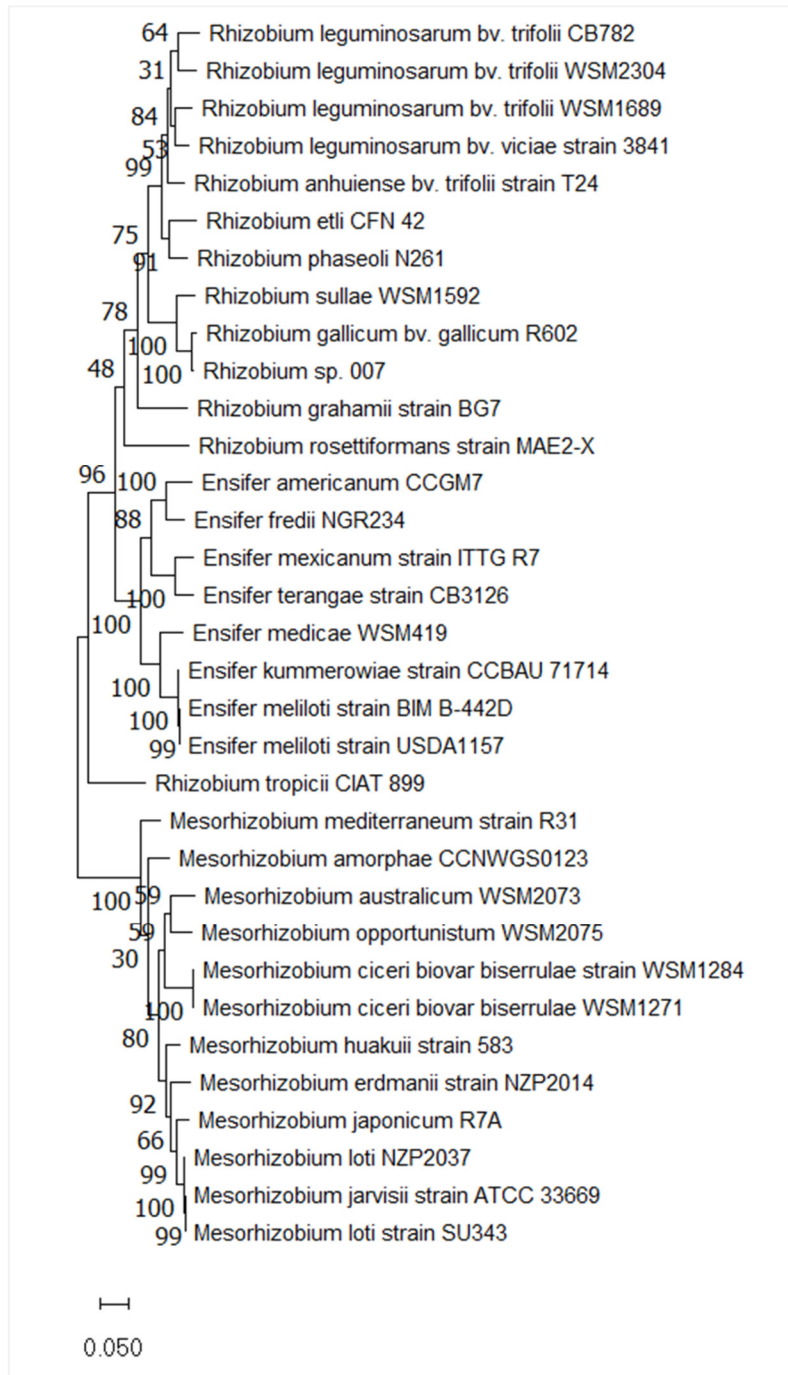 64
Rhizobium leguminosarum bv. trifolii CB782
31
Rhizobium leguminosarum bv. trifolii WSM2304
84
Rhizobium leguminosarum bv. trifolii WSM1689
53
Rhizobium leguminosarum bv. viciae strain 3841
99
Rhizobium anhuiense bv. trifolii strain T24
Rhizobium etli CFN 42
75
91
Rhizobium phaseoli N261
Rhizobium sullae WSM1592
78
Rhizobium gallicum bv. gallicum R602
100
48
100
Rhizobium sp. 007
Rhizobium grahamii strain BG7
Rhizobium rosettiformans strain MAE2-X
96
100
Ensifer americanum CCGM7
88
Ensifer fredii NGR234
Ensifer mexicanum strain ITTG R7
100
Ensifer terangae strain CB3126
100
Ensifer medicae WSM419
Ensifer kummerowiae strain CCBAU 71714
100
Ensifer meliloti strain BIM B-442D
100
99
Ensifer meliloti strain USDA1157
Rhizobium tropicii CIAT 899
Mesorhizobium mediterraneum strain R31
Mesorhizobium amorphae CCNWGS0123
100
59
Mesorhizobium australicum WSM2073
59
Mesorhizobium opportunistum WSM2075
30
Mesorhizobium ciceri biovar biserrulae strain WSM1284
100
Mesorhizobium ciceri biovar biserrulae WSM1271
80
Mesorhizobium huakuii strain 583
Mesorhizobium erdmanii strain NZP2014
92
Mesorhizobium japonicum R7A
66
Mesorhizobium loti NZP2037
99
Mesorhizobium jarvisii strain ATCC 33669
100
99
Mesorhizobium loti strain SU343
0.050